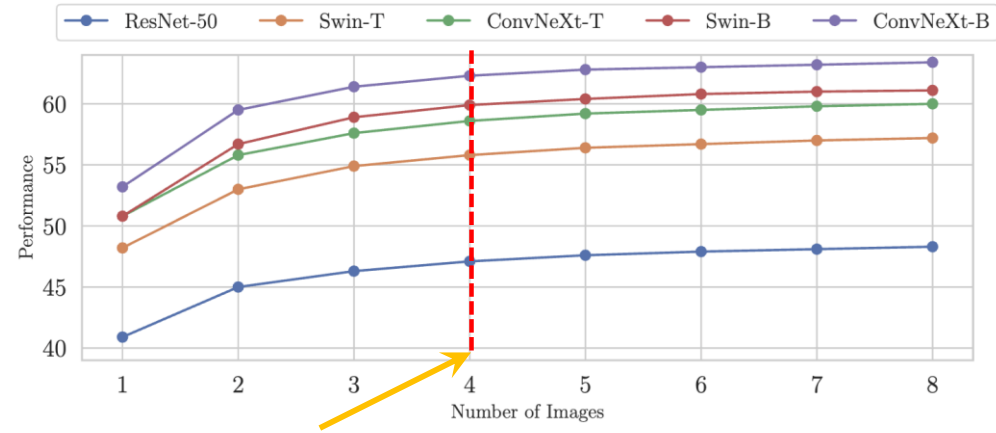 ResNet-50 Swin-T ConvNeXt-T Swin-B ConvNeXt-B
Performance
60
55
50
45
40
1 2 3 4 5 6 7 8
Number of Images